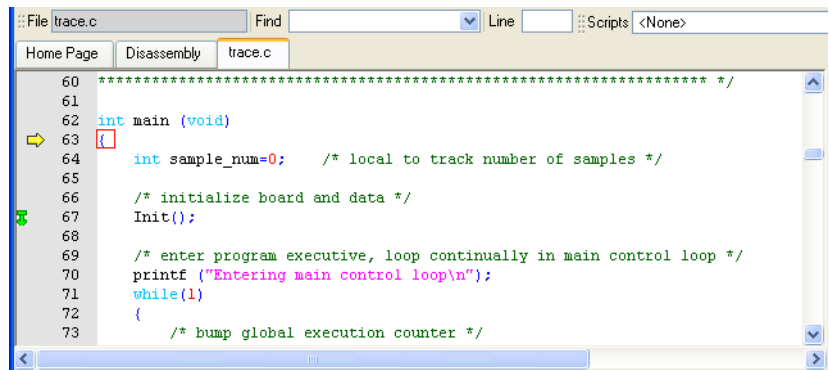 File trace.c Find Line Scripts <None>
Home Page Disassembly trace.c
60 ******************************************************************** */
61
62 int main (void)
63 {
64 int sample_num=0; /* local to track number of samples */
65
66 /* initialize board and data */
67 Init();
68
69 /* enter program executive, loop continually in main control loop */
70 printf ("Entering main control loop\n");
71 while(1)
72 {
73 /* bump global execution counter */